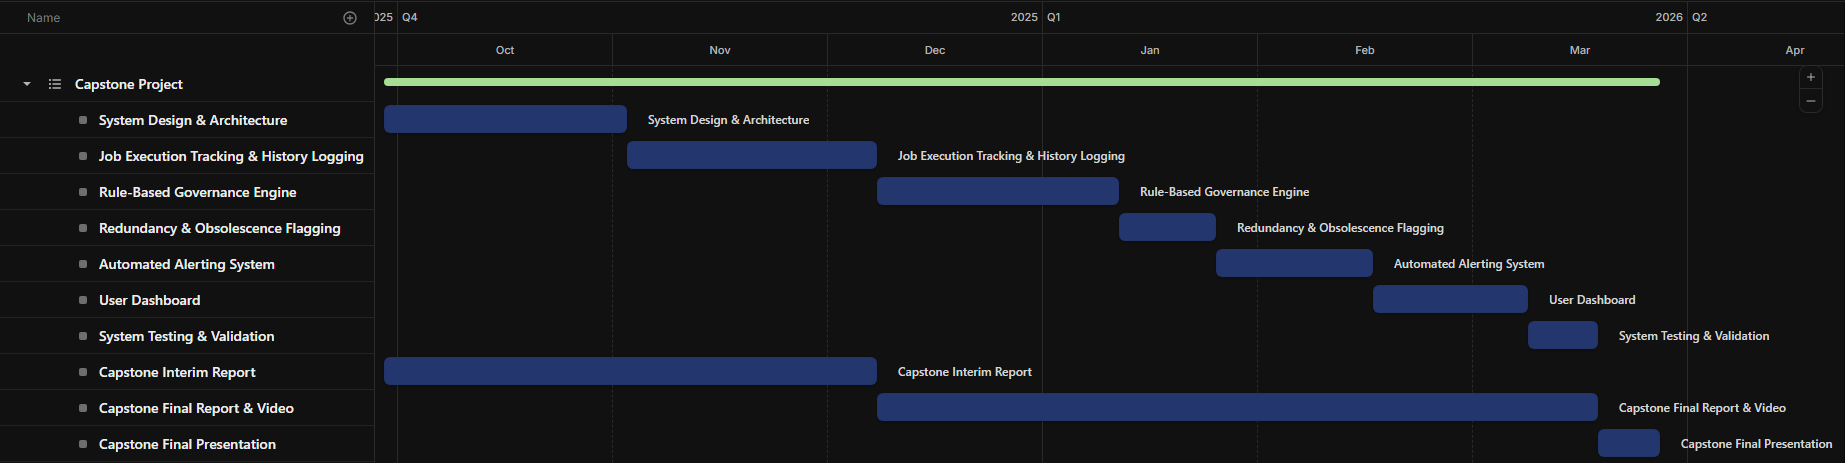 Name
2025 Q4
2025 Q1
2026 Q2
Oct Nov Dec Jan Feb Mar Apr
Capstone Project
System Design & Architecture System Design & Architecture
Job Execution Tracking & History Logging Job Execution Tracking & History Logging
Rule-Based Governance Engine Rule-Based Governance Engine
Redundancy & Obsolescence Flagging Redundancy & Obsolescence Flagging
Automated Alerting System Automated Alerting System
User Dashboard User Dashboard
System Testing & Validation System Testing & Validation
Capstone Interim Report Capstone Interim Report
Capstone Final Report & Video Capstone Final Report & Video
Capstone Final Presentation Capstone Final Presentation